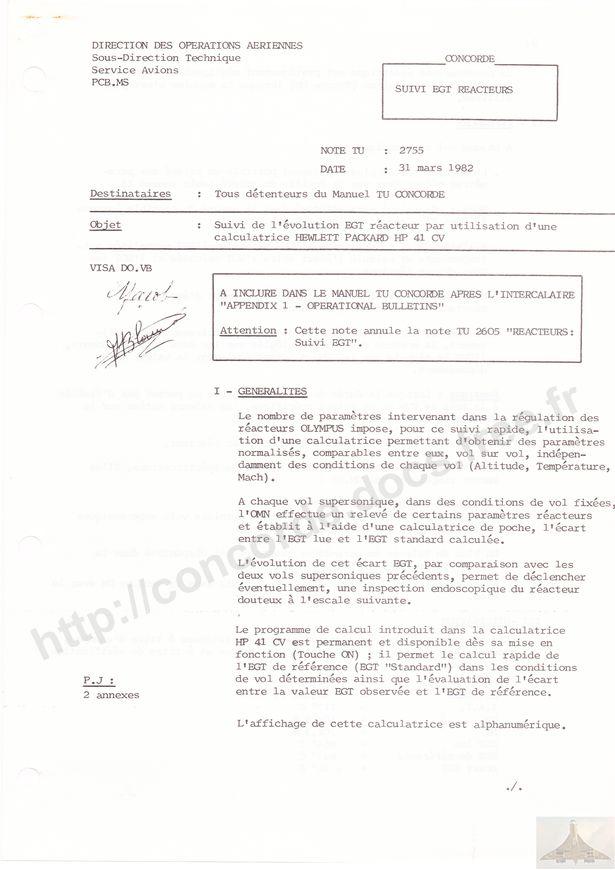 DIRECTION DES OPERATIONS AERIENNES
Sous-Direction Technique
Service Avions
PCB.MS
CONCORDE
SUIVI EGT REACTEURS
NOTE TU : 2755
DATE : 31 mars 1982
Destinataires : Tous détenteurs du Manuel TU CONCORDE
Objet : Suivi de l'évolution EGT réacteur par utilisation d'une
calculatrice HEWLETT PACKARD HP 41 CV
VISA DO.VB
A INCLURE DANS LE MANUEL TU CONCORDE APRES L'INTERCALAIRE
"APPENDIX 1 - OPERATIONAL BULLETINS"
Attention : Cette note annule la note TU 2605 "REACTEURS:
Suivi EGT".
I - GENERALITES
Le nombre de paramètres intervenant dans la régulation des
réacteurs OLYMPUS impose, pour ce suivi rapide, l'utilisa-
tion d'une calculatrice permettant d'obtenir des paramètres
normalisés, comparables entre eux, vol sur vol, indépen-
damment des conditions de chaque vol (Altitude, Température,
Mach).
A chaque vol supersonique, dans des conditions de vol fixées,
l'OMN effectue un relevé de certains paramètres réacteurs
et établit à l'aide d'une calculatrice de poche, l'écart
entre l'EGT lue et l'EGT standard calculée.
L'évolution de cet écart EGT, par comparaison avec les
deux vols supersoniques précédents, permet de déclencher
éventuellement, une inspection endoscopique du réacteur
douteux à l'escale suivante.
Le programme de calcul introduit dans la calculatrice
HP 41 CV est permanent et disponible dès sa mise en
fonction (Touche ON) ; il permet le calcul rapide de
l'EGT de référence (EGT "Standard") dans les conditions
de vol déterminées ainsi que l'évaluation de l'écart
entre la valeur EGT observée et l'EGT de référence.
P.J :
2 annexes
L'affichage de cette calculatrice est alphanumérique.
./.
http://concorde.docs.free.fr